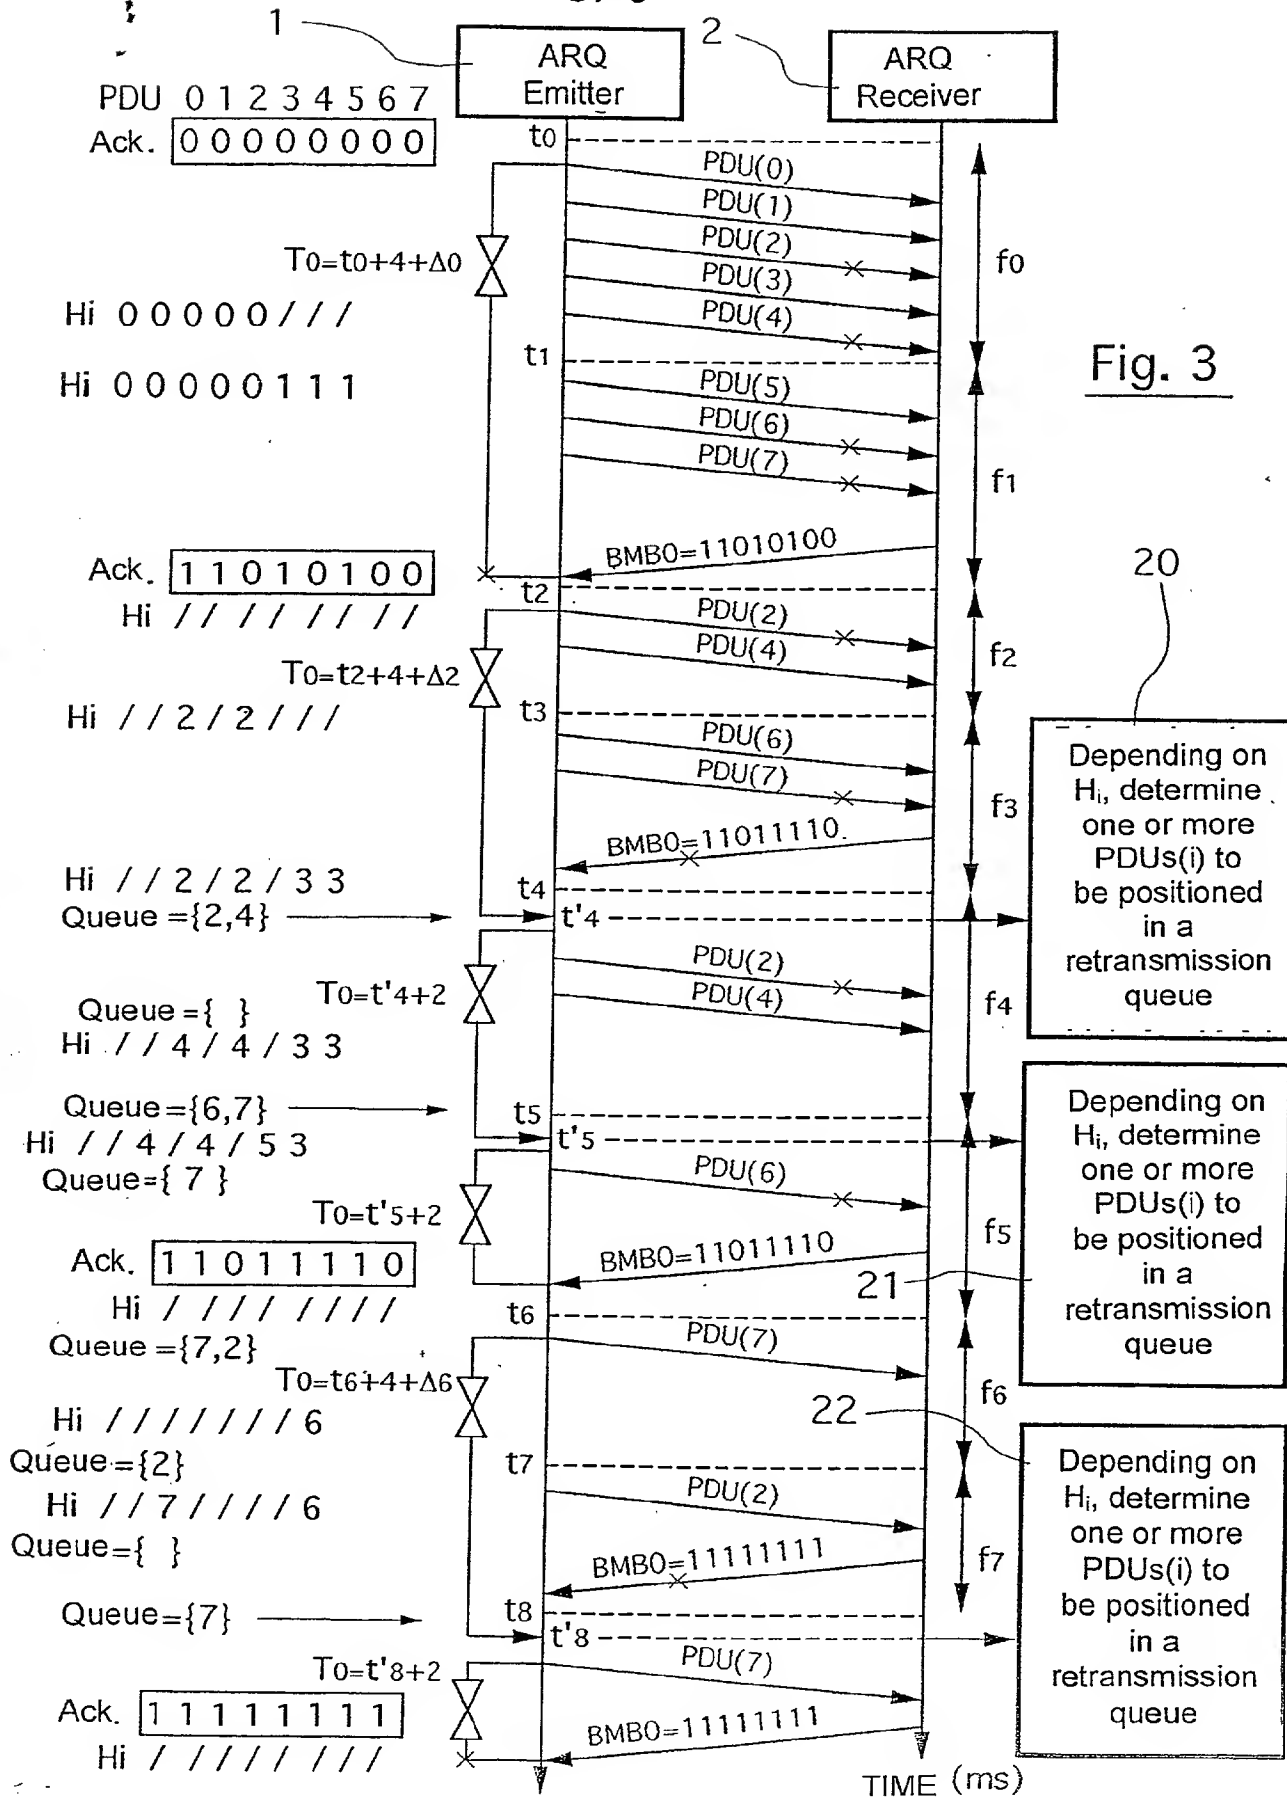 1
2
ARQ
Emitter
ARQ
Receiver
PDU 0 1 2 3 4 5 6 7
Ack. 0 0 0 0 0 0 0 0
t0
PDU(0)
PDU(1)
PDU(2)
PDU(3)
PDU(4)
T0=t0+4+Δ0
f0
Hi 0 0 0 0 0 / / /
t1
Fig. 3
Hi 0 0 0 0 0 1 1 1
PDU(5)
PDU(6)
PDU(7)
f1
BMB0=11010100
Ack. 1 1 0 1 0 1 0 0
t2
Hi / / / / / / / /
PDU(2)
PDU(4)
T0=t2+4+Δ2
f2
20
Hi / / 2 / 2 / / /
t3
PDU(6)
PDU(7)
f3
BMB0=11011110.
Depending on
Hi, determine
one or more
PDUs(i) to
be positioned
in a
retransmission
queue
Hi / / 2 / 2 / 3 3
t4
Queue ={2,4}
t'4
PDU(2)
PDU(4)
T0=t'4+2
f4
Queue ={ }
Hi / / 4 / 4 / 3 3
Queue ={6,7}
t5
t'5
Hi / / 4 / 4 / 5 3
Queue={ 7 }
PDU(6)
T0=t'5+2
f5
BMB0=11011110
Depending on
Hi, determine
one or more
PDUs(i) to
be positioned
in a
retransmission
queue
21
Ack. 1 1 0 1 1 1 1 0
Hi / / / / / / / /
t6
Queue ={7,2}
PDU(7)
T0=t6+4+Δ6
f6
22
Hi / / / / / / / 6
Queue ={2}
t7
Hi / / 7 / / / / 6
PDU(2)
Queue={ }
BMB0=11111111
f7
Depending on
Hi, determine
one or more
PDUs(i) to
be positioned
in a
retransmission
queue
Queue ={7}
t8
t'8
PDU(7)
T0=t'8+2
Ack. 1 1 1 1 1 1 1 1
BMB0=11111111
Hi / / / / / / / /
TIME (ms)